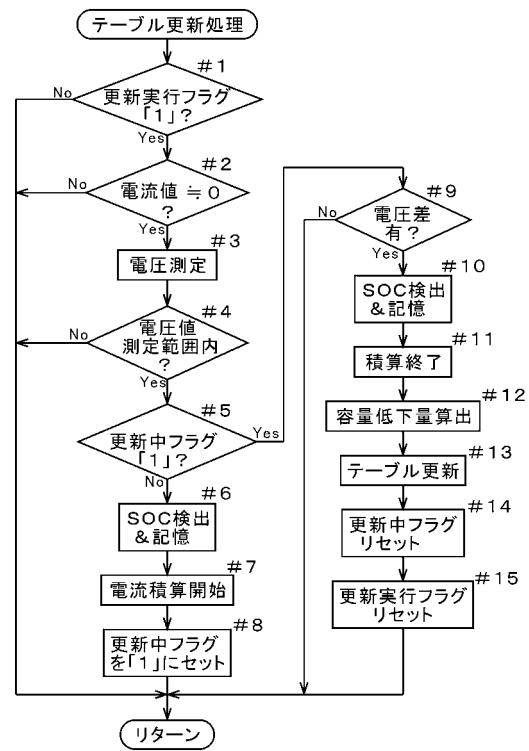 テーブル更新処理
#1
更新実行フラグ
「1」?
No
Yes
#2
電流値 ≒0
?
No
Yes
#3
電圧測定
#4
電圧値
測定範囲内
?
No
Yes
#5
更新中フラグ
「1」?
Yes
No
#6
SOC検出
&記憶
#7
電流積算開始
#8
更新中フラグ
を「1」にセット
リターン
#9
電圧差
有?
No
Yes
#10
SOC検出
&記憶
#11
積算終了
#12
容量低下量算出
#13
テーブル更新
#14
更新中フラグ
リセット
#15
更新実行フラグ
リセット